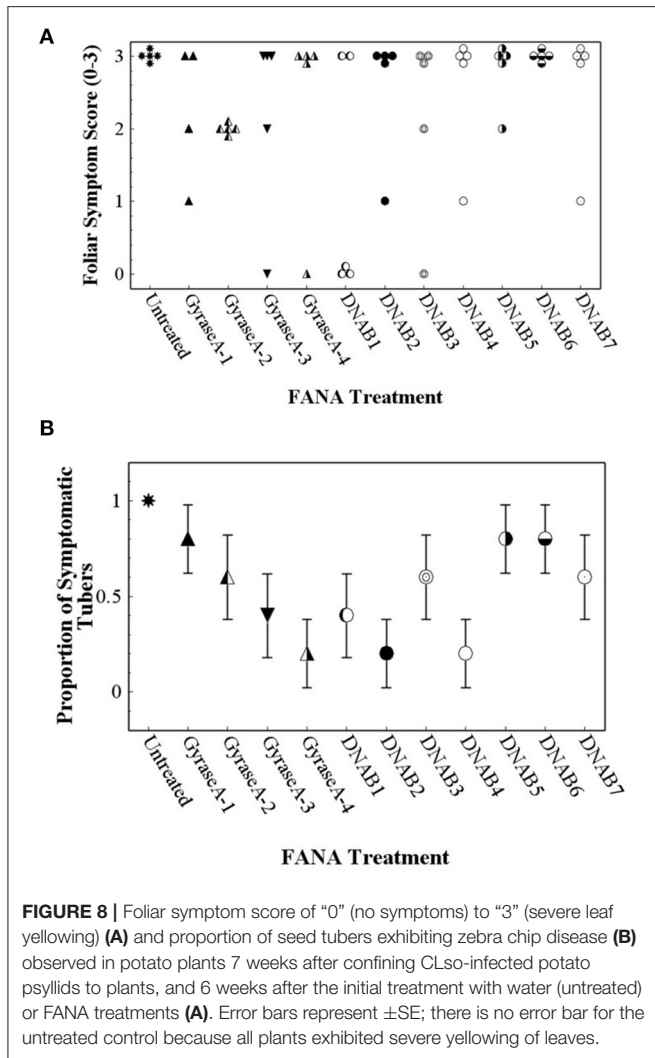 A
Foliar Symptom Score (0-3)
3
2
1
0
Untreated
GyraseA-1
GyraseA-2
GyraseA-3
GyraseA-4
DNAB1
DNAB2
DNAB3
DNAB4
DNAB5
DNAB6
DNAB7
FANA Treatment
B
Proportion of Symptomatic
Tubers
1
0.5
0
Untreated
GyraseA-1
GyraseA-2
GyraseA-3
GyraseA-4
DNAB1
DNAB2
DNAB3
DNAB4
DNAB5
DNAB6
DNAB7
FANA Treatment
FIGURE 8 | Foliar symptom score of “0” (no symptoms) to “3” (severe leaf
yellowing) (A) and proportion of seed tubers exhibiting zebra chip disease (B)
observed in potato plants 7 weeks after confining CLso-infected potato
psyllids to plants, and 6 weeks after the initial treatment with water (untreated)
or FANA treatments (A). Error bars represent ±SE; there is no error bar for the
untreated control because all plants exhibited severe yellowing of leaves.